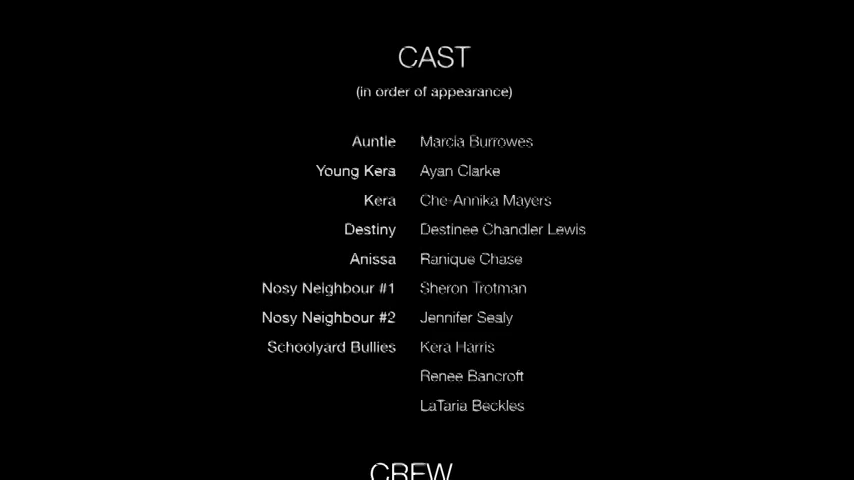 CAST
(in order of appearance)
Auntie Marcia Burrowes
Young Kera Ayan Clarke
Kera Che-Annika Mayers
Destiny Destinee Chandler Lewis
Anissa Ranique Chase
Nosy Neighbour #1 Sheron Trotman
Nosy Neighbour #2 Jennifer Sealy
Schoolyard Bullies Kera Harris
Renee Bancroft
LaTaria Beckles
CREW